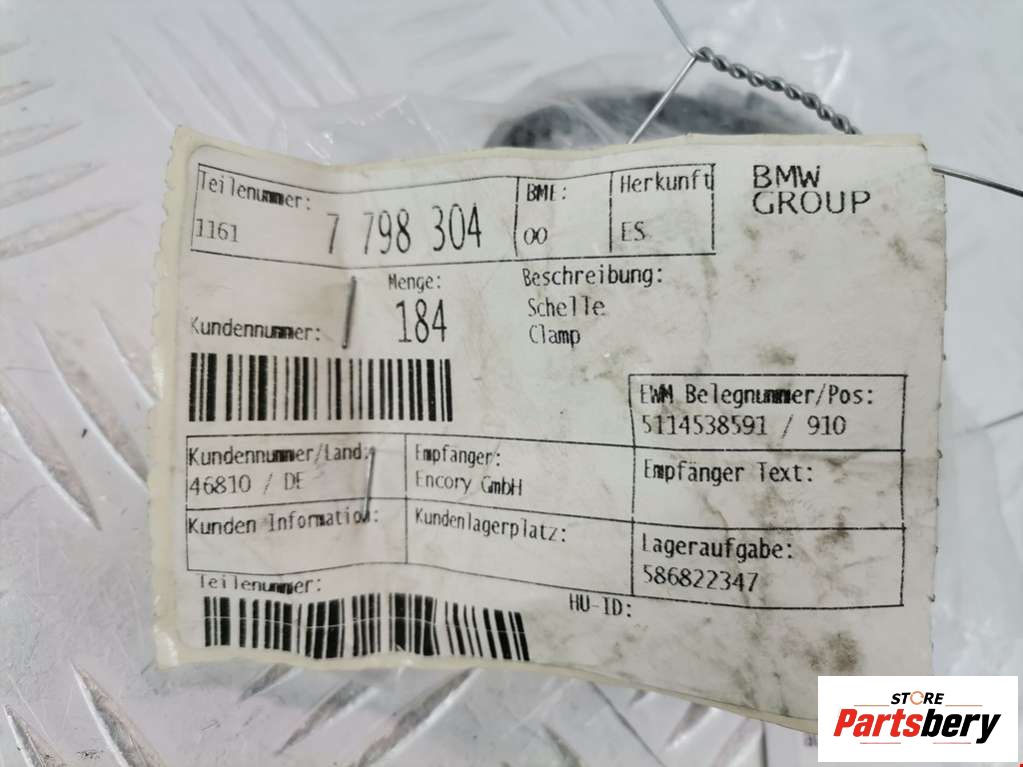 Teilenummer:
1161 7 798 304
BME:
00
Herkunft
ES
BMW
GROUP
Menge:
184
Kundennummer:
Beschreibung:
Schelle
Clamp
EWM Belegnummer/Pos:
5114538591 / 910
Kundennummer/Land:
46810 / DE
Empfänger:
Encory GmbH
Empfänger Text:
Kunden Information:
Kundenlagerplatz:
Lageraufgabe:
586822347
Teilenummer:
HU-ID:
STORE
Partsbery